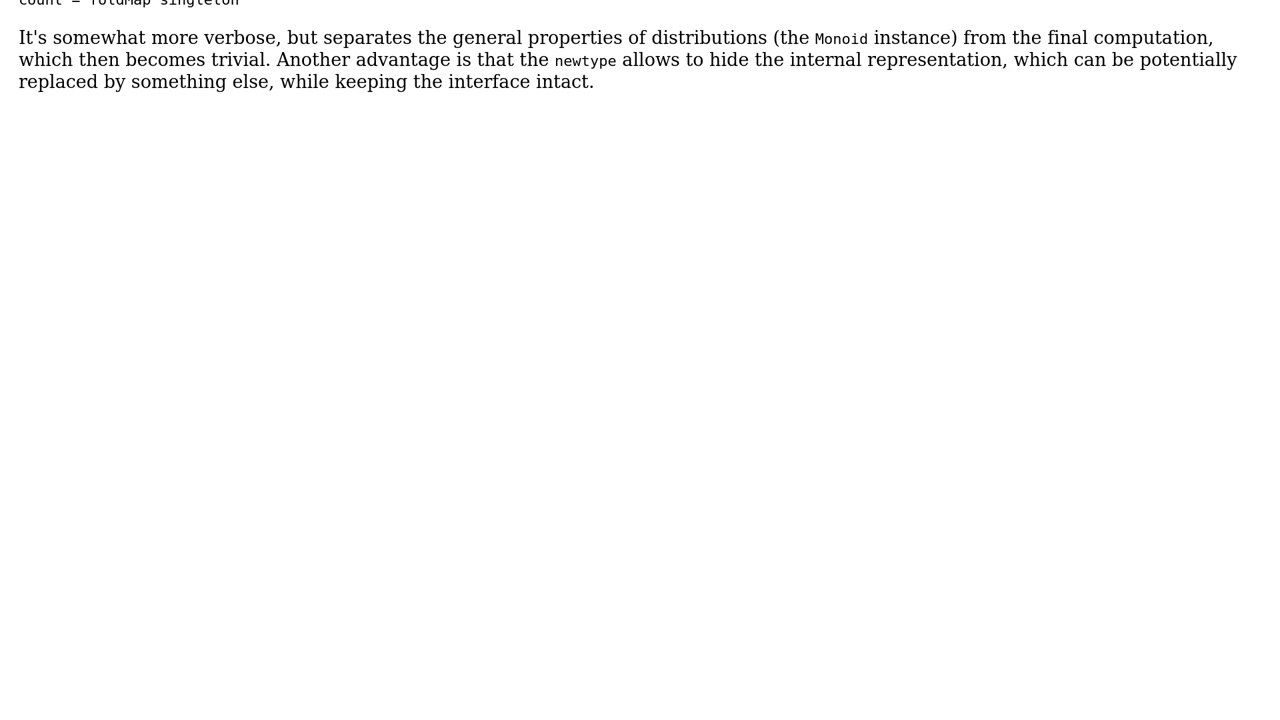 count = foldMap singleton
It's somewhat more verbose, but separates the general properties of distributions (the Monoid instance) from the final computation,
which then becomes trivial. Another advantage is that the newtype allows to hide the internal representation, which can be potentially
replaced by something else, while keeping the interface intact.